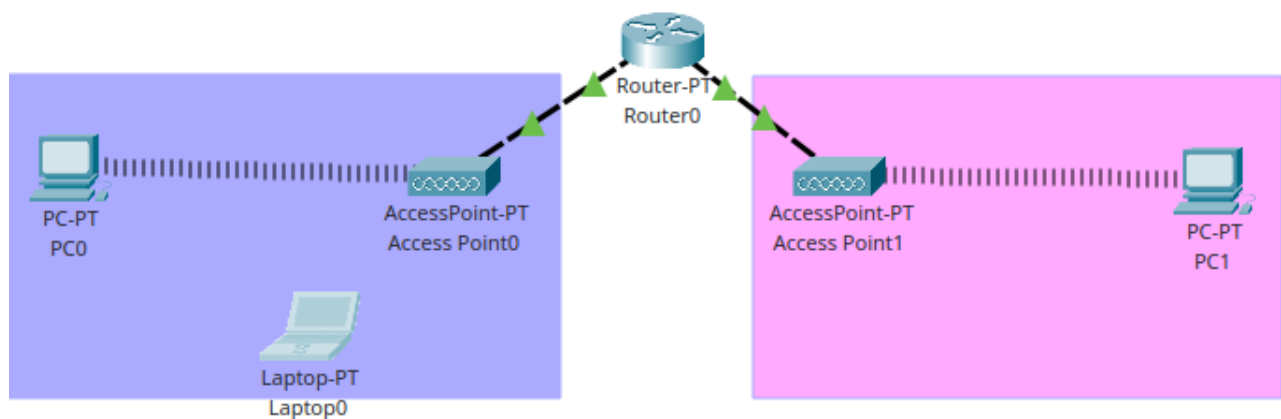 Router-PT
Router0
PC-PT
PC0
AccessPoint-PT
Access Point0
AccessPoint-PT
Access Point1
PC-PT
PC1
Laptop-PT
Laptop0